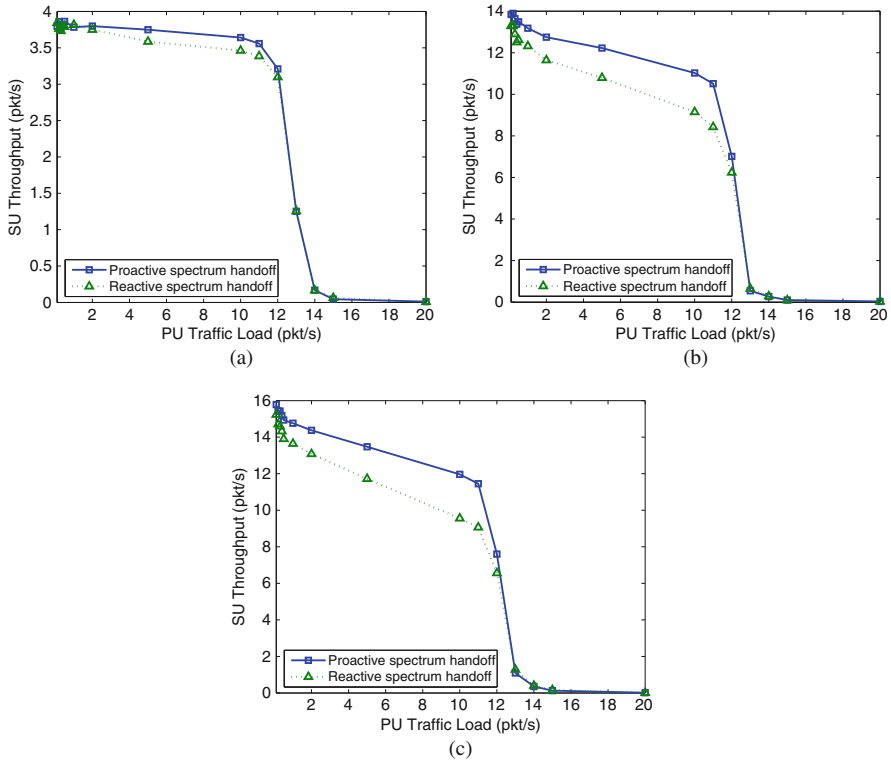 4
3.5
3
2.5
2
1.5
1
0.5
0
SU Throughput (pkt/s)
Proactive spectrum handoff
Reactive spectrum handoff
2 4 6 8 10 12 14 16 18 20
PU Traffic Load (pkt/s)
(a)
14
12
10
8
6
4
2
0
SU Throughput (pkt/s)
Proactive spectrum handoff
Reactive spectrum handoff
2 4 6 8 10 12 14 16 18 20
PU Traffic Load (pkt/s)
(b)
16
14
12
10
8
6
4
2
0
SU Throughput (pkt/s)
Proactive spectrum handoff
Reactive spectrum handoff
2 4 6 8 10 12 14 16 18 20
PU Traffic Load (pkt/s)
(c)